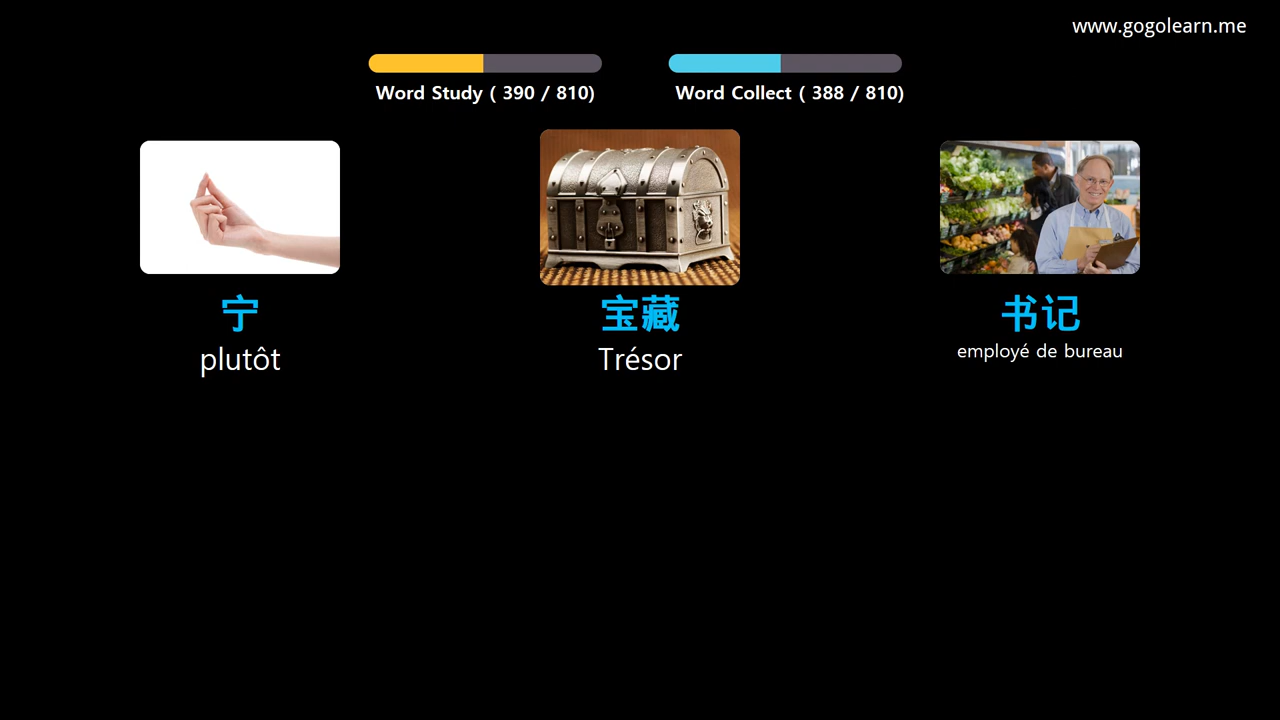 www.gogolearn.me
Word Study ( 390 / 810)
Word Collect ( 388 / 810)
宁
宝藏
书记
plutôt
Trésor
employé de bureau